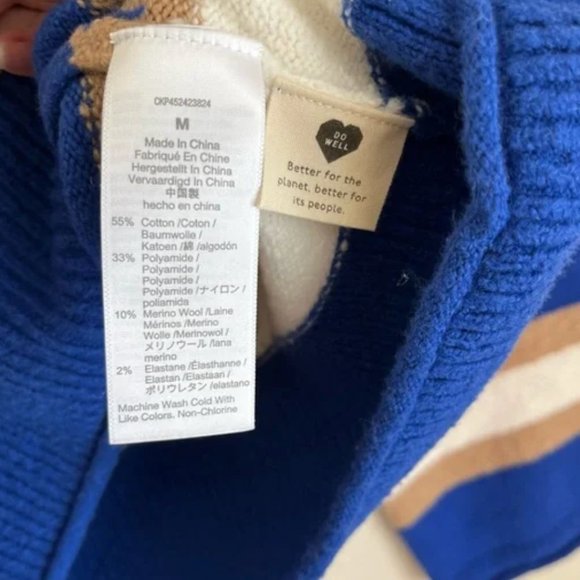 CKP452423824
M
Made In China
Fabriqué En Chine
Hergestellt In China
Vervaardigd In China
中国製
hecho en china
55% Cotton /Coton /
Baumwolle /
Katoen /綿 /algodón
33% Polyamide /
Polyamide /
Polyamid /
Polyamide /ナイロン /
poliamida
10% Merino Wool /Laine
Mérinos /Merino
Wolle /Merinowol /
メリノウール /lana
merino
2% Elastane /Élasthanne /
Elastan /Elastaan /
ポリウレタン /elastano
Machine Wash Cold With
Like Colors, Non-Chlorine
DO
WELL
Better for the
planet, better for
its people.